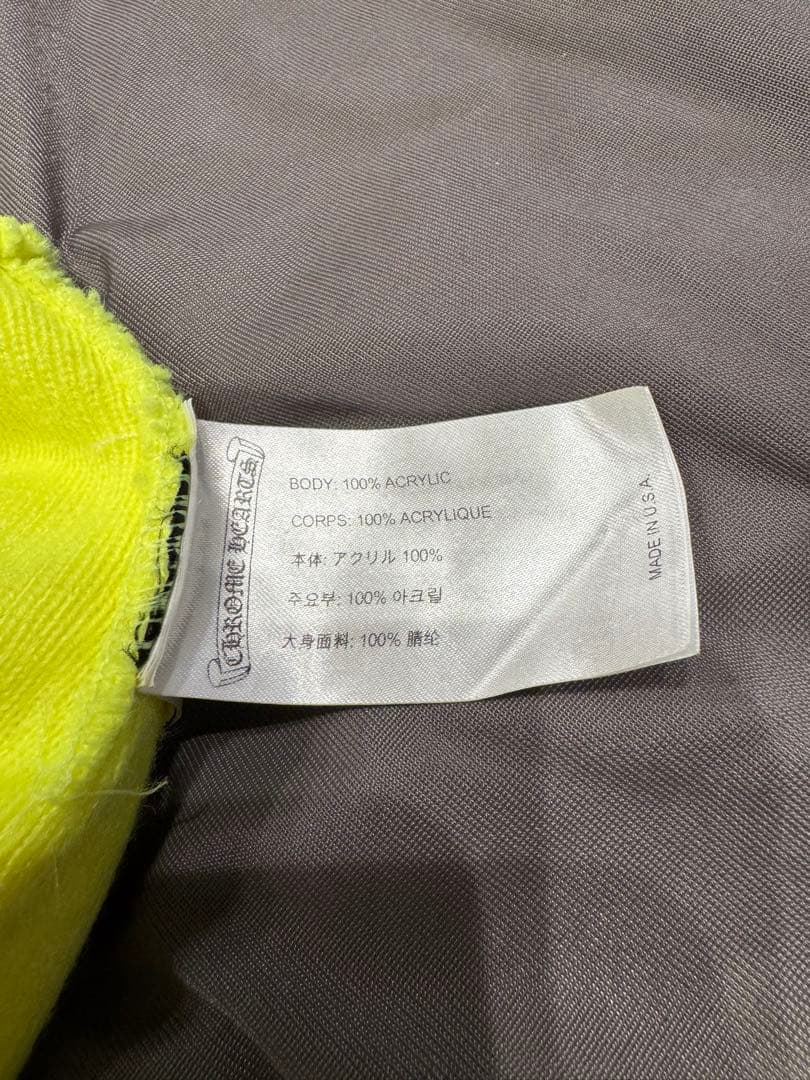 CHROME HEARTS
BODY: 100% ACRYLIC
CORPS: 100% ACRYLIQUE
本体: アクリル 100%
주요부: 100% 아크릴
大身面料: 100% 腈纶
MADE IN U.S.A.